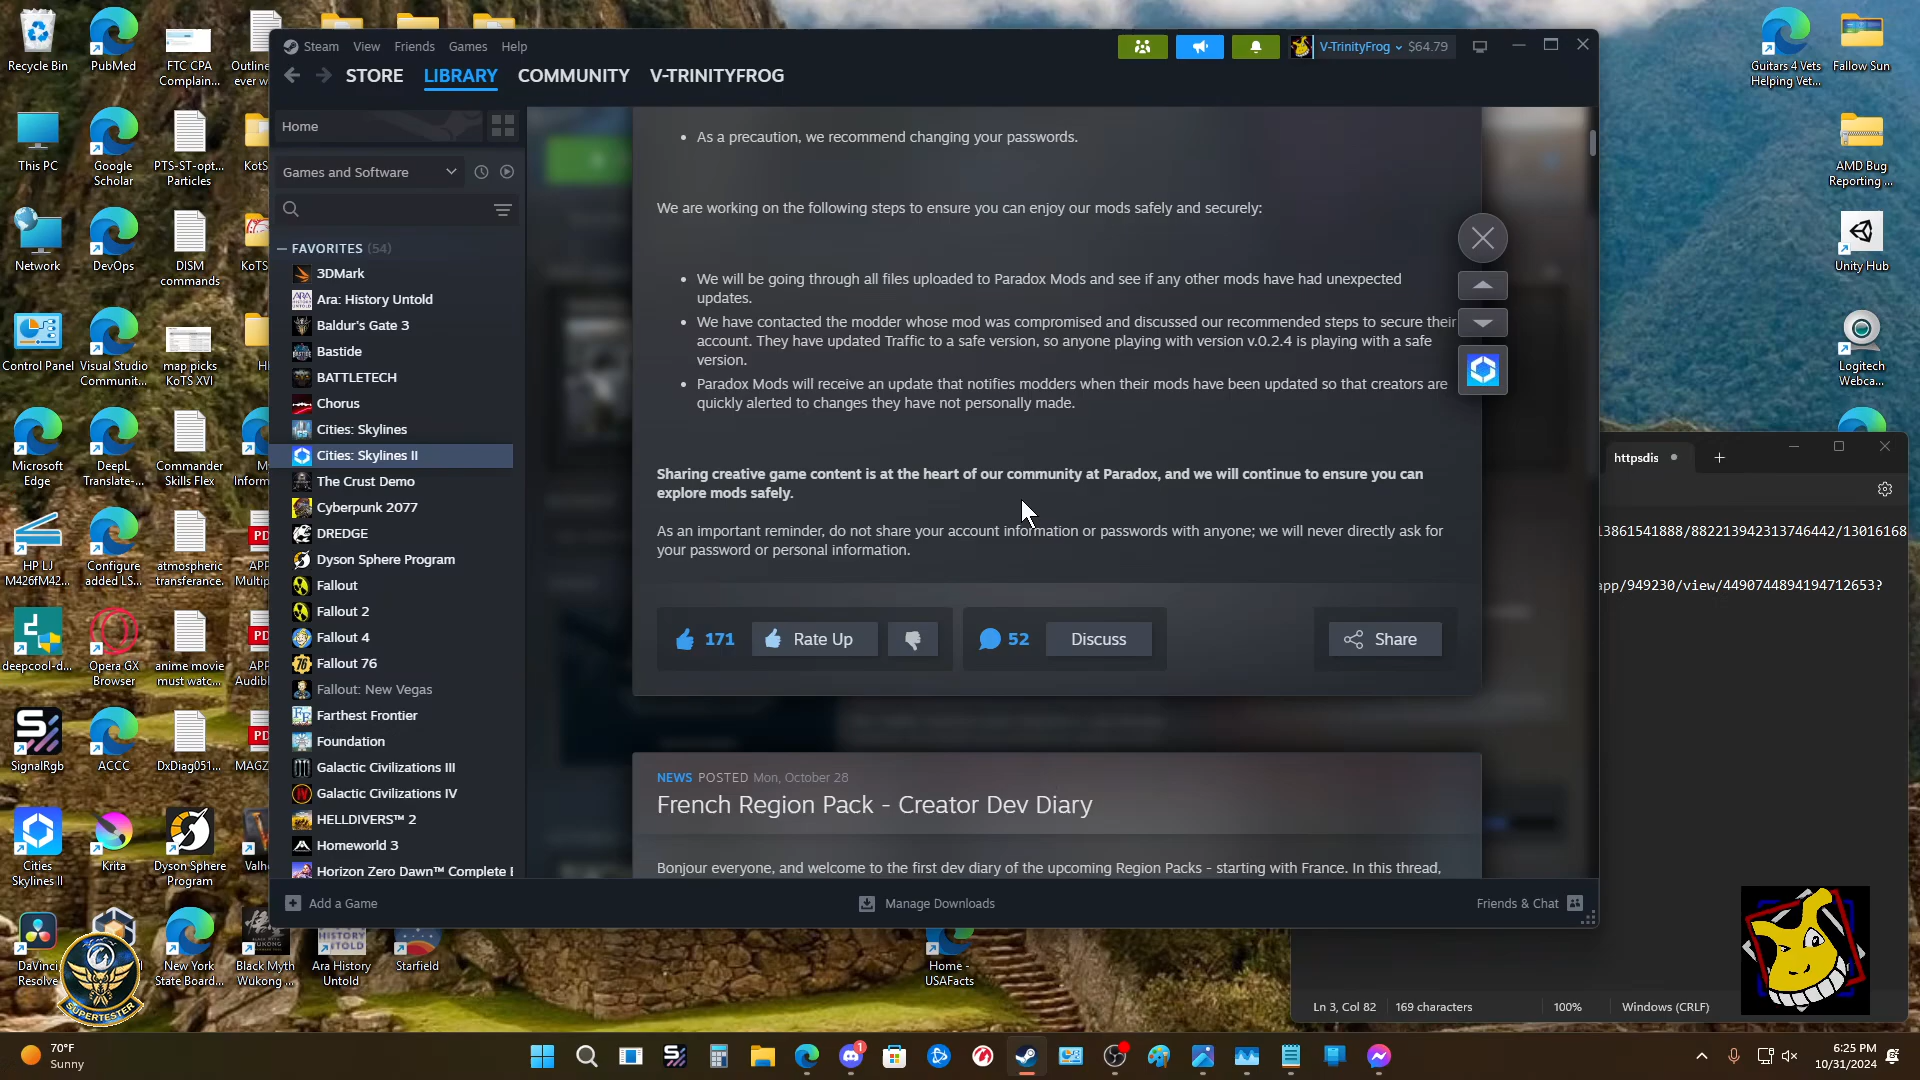 Recycle Bin
PubMed
FTC CPA
Complain...
Outline
ever w
This PC
Google
Scholar
PTS-ST-opt...
Particles
KotS
Network
DevOps
DISM
commands
KoTS
Control Panel
Visual Studio
Communit...
map picks
KoTS XVI
Microsoft
Edge
DeepL
Translate-...
Commander
Skills Flex
My
Inform
HP LJ
M426fM42...
Configure
added LS...
atmospheric
transferance.
APP
Multip
deepcool-d...
Opera GX
Browser
anime movie
must watc...
APP
Audib
SignalRgb
ACCC
DxDiag051...
MAGZ
Cities
Skylines II
Krita
Dyson Sphere
Program
Valh
DaVinci
Resolve
SUPERTESTER
New York
State Board...
Black Myth
Wukong ...
Ara History
Untold
Starfield
Home -
USAFacts
Steam View Friends Games Help
V-TrinityFrog $64.79
STORE LIBRARY COMMUNITY V-TRINITYFROG
Home
Games and Software
FAVORITES (54)
3DMark
Ara: History Untold
Baldur's Gate 3
Bastide
BATTLETECH
Chorus
Cities: Skylines
Cities: Skylines II
The Crust Demo
Cyberpunk 2077
DREDGE
Dyson Sphere Program
Fallout
Fallout 2
Fallout 4
Fallout 76
Fallout: New Vegas
Farthest Frontier
Foundation
Galactic Civilizations III
Galactic Civilizations IV
HELLDIVERS™ 2
Homeworld 3
Horizon Zero Dawn™ Complete E
• As a precaution, we recommend changing your passwords.
We are working on the following steps to ensure you can enjoy our mods safely and securely:
• We will be going through all files uploaded to Paradox Mods and see if any other mods have had unexpected
updates.
• We have contacted the modder whose mod was compromised and discussed our recommended steps to secure their
account. They have updated Traffic to a safe version, so anyone playing with version v.0.2.4 is playing with a safe
version.
• Paradox Mods will receive an update that notifies modders when their mods have been updated so that creators are
quickly alerted to changes they have not personally made.
Sharing creative game content is at the heart of our community at Paradox, and we will continue to ensure you can
explore mods safely.
As an important reminder, do not share your account information or passwords with anyone; we will never directly ask for
your password or personal information.
171 Rate Up 52 Discuss Share
NEWS POSTED Mon, October 28
French Region Pack - Creator Dev Diary
Bonjour everyone, and welcome to the first dev diary of the upcoming Region Packs - starting with France. In this thread,
Add a Game
Manage Downloads
Friends & Chat
Guitars 4 Vets
Helping Vet...
Fallow Sun
AMD Bug
Reporting ...
Unity Hub
Logitech
Webca...
httpsdis
13861541888/882213942313746442/13016168
app/949230/view/4490744894194712653?
Ln 3, Col 82 169 characters 100% Windows (CRLF)
70°F
Sunny
1
6:25 PM
10/31/2024